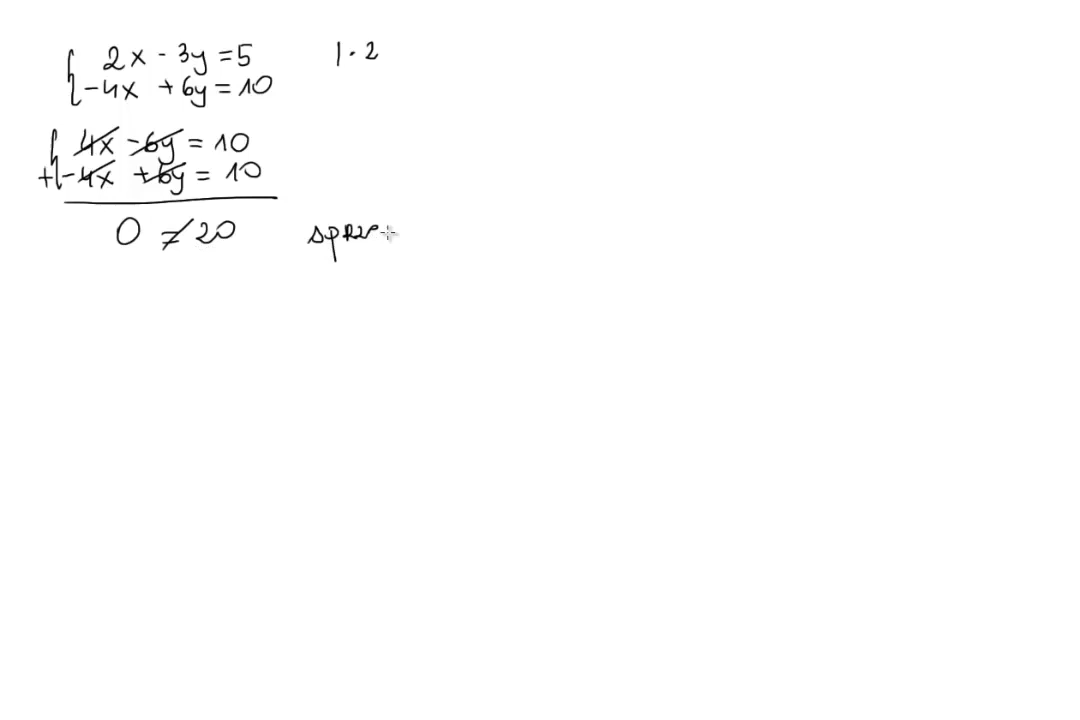 2x - 3y = 5 | · 2
-4x + 6y = 10
4x - 6y = 10
+ -4x + 6y = 10
0 ≠ 20